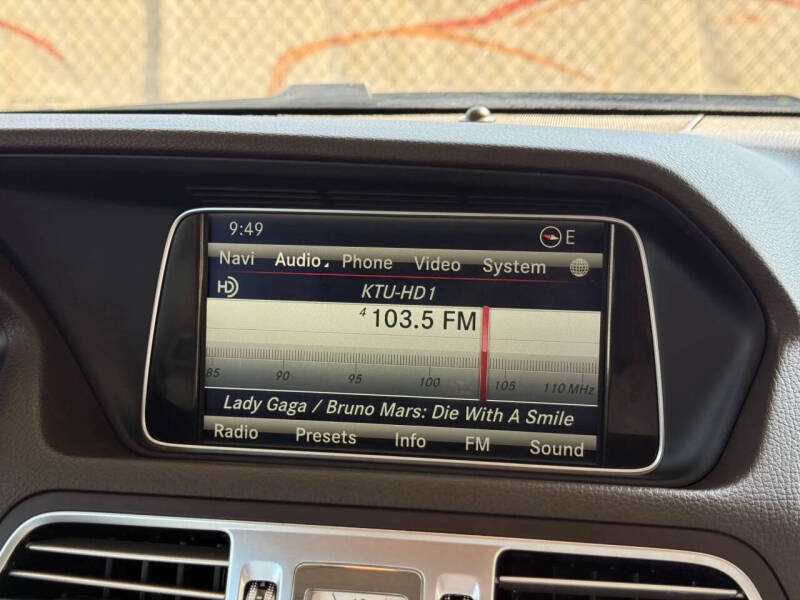 9:49 E
Navi Audio Phone Video System
HD KTU-HD1
4 103.5 FM
85 90 95 100 105 110 MHz
Lady Gaga / Bruno Mars: Die With A Smile
Radio Presets Info FM Sound